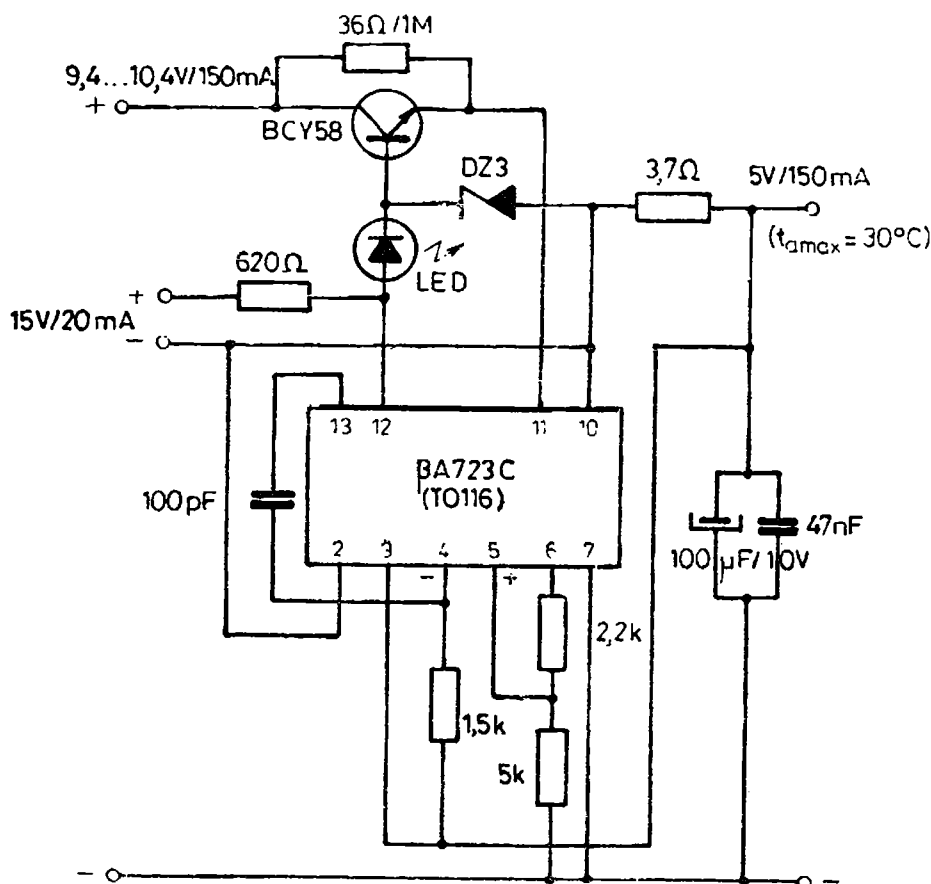 36Ω/1M
9,4...10,4V/150mA
+
BCY58
DZ3
3,7Ω
5V/150mA
(tamax = 30°C)
LED
620Ω
+
15V/20mA
-
13 12 11 10
βA723C
(TO116)
100pF
2 3 4 5 6 7
- +
47nF
100µF/10V
2,2k
1,5k
5k
- -